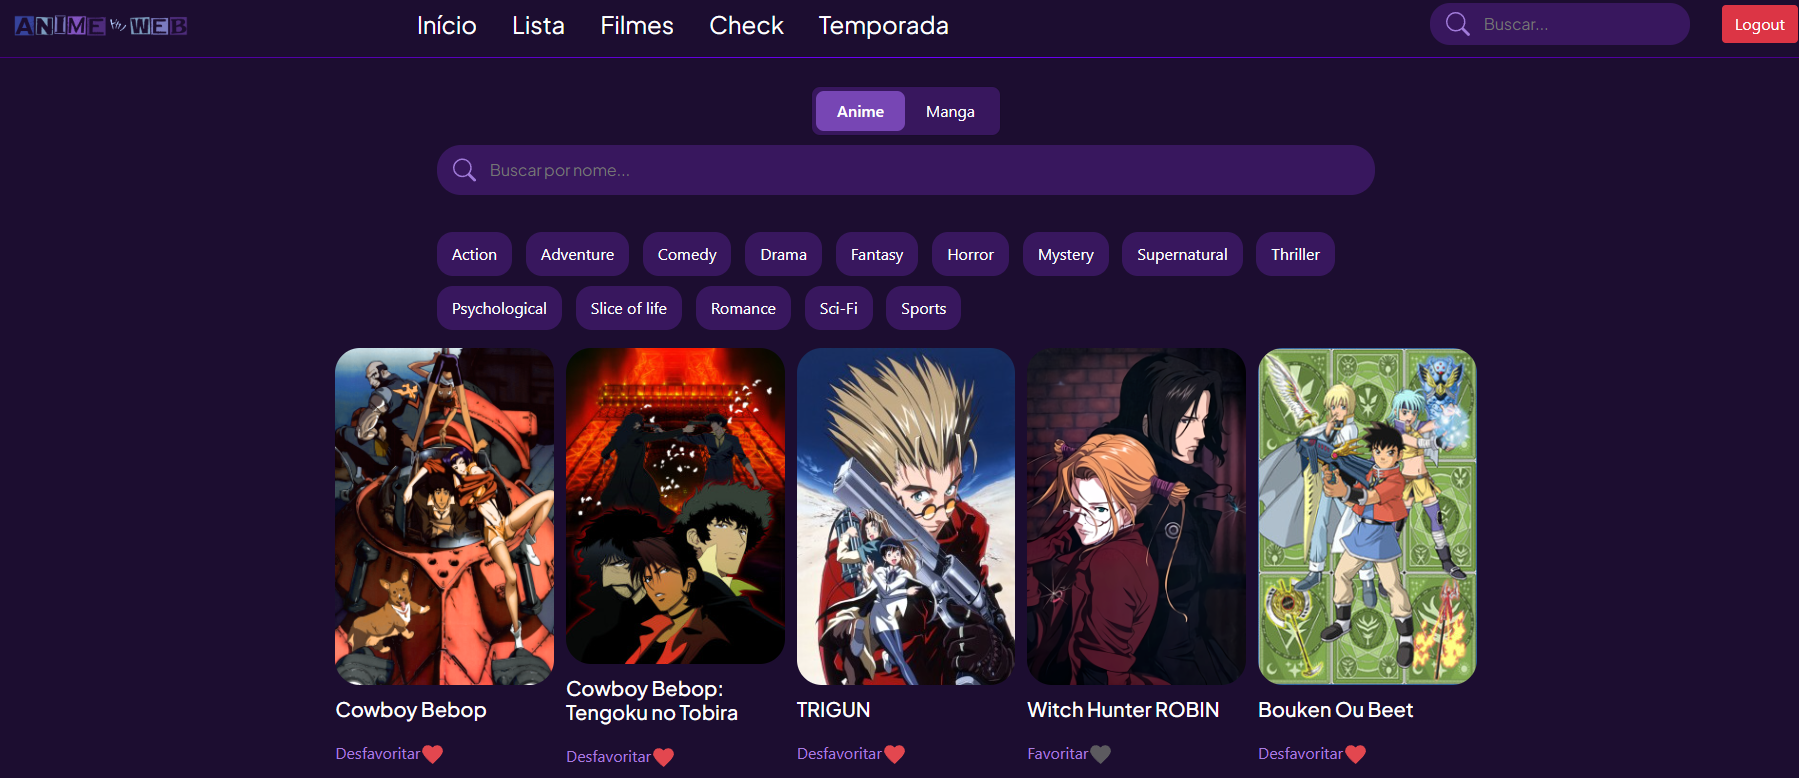 ANIME WEB
Início Lista Filmes Check Temporada
Buscar...
Logout
Anime Manga
Buscar por nome...
Action Adventure Comedy Drama Fantasy Horror Mystery Supernatural Thriller
Psychological Slice of life Romance Sci-Fi Sports
Cowboy Bebop
Desfavoritar
Cowboy Bebop:
Tengoku no Tobira
Desfavoritar
TRIGUN
Desfavoritar
Witch Hunter ROBIN
Favoritar
Bouken Ou Beet
Desfavoritar